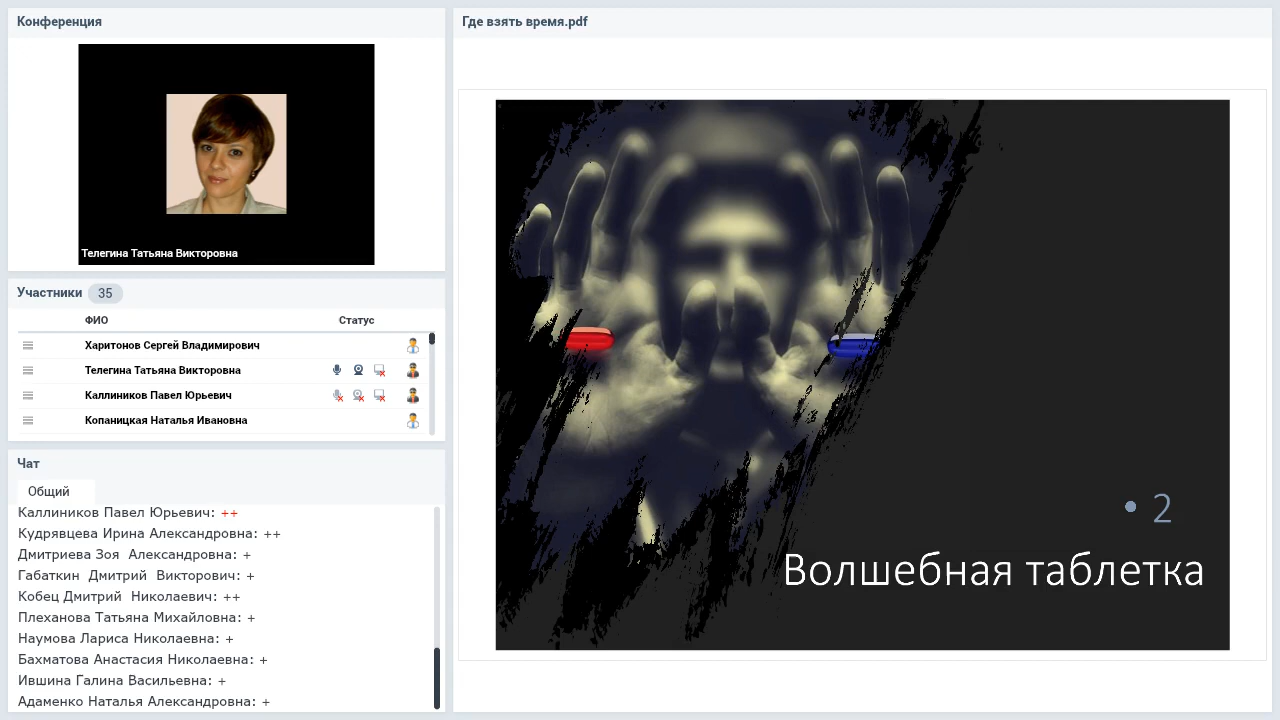 Конференция
Телегина Татьяна Викторовна
Участники 35
ФИО Статус
Харитонов Сергей Владимирович
Телегина Татьяна Викторовна
Каллиников Павел Юрьевич
Копаницкая Наталья Ивановна
Чат
Общий
Каллиников Павел Юрьевич: ++
Кудрявцева Ирина Александровна: ++
Дмитриева Зоя  Александровна: +
Габаткин  Дмитрий  Викторович: +
Кобец Дмитрий  Николаевич: ++
Плеханова Татьяна Михайловна: +
Наумова Лариса Николаевна: +
Бахматова Анастасия Николаевна: +
Ившина Галина Васильевна: +
Адаменко Наталья Александровна: +
Где взять время.pdf
• 2
Волшебная таблетка